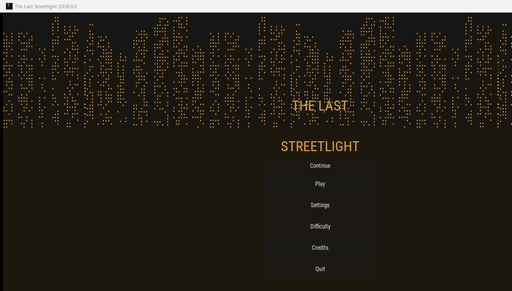 The Last Streetlight (DEBUG)
THE LAST
STREETLIGHT
Continue
Play
Settings
Difficulty
Credits
Quit